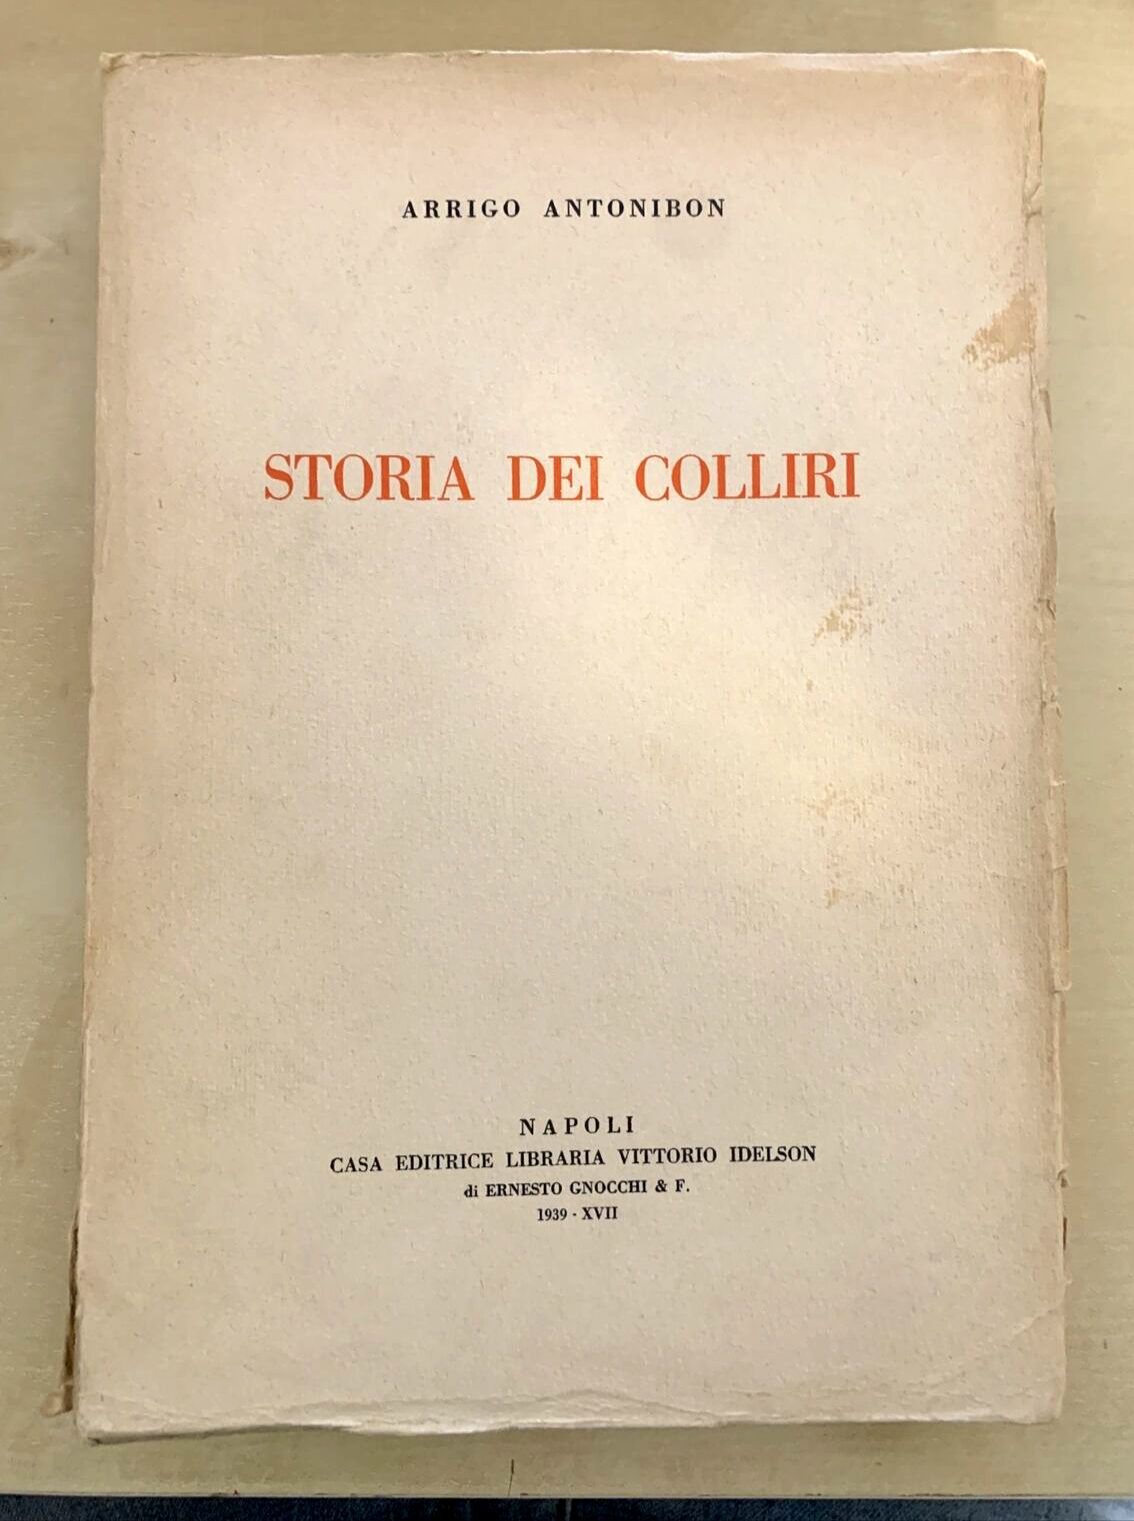 ARRIGO ANTONIBON
STORIA DEI COLLIRI
NAPOLI
CASA EDITRICE LIBRARIA VITTORIO IDELSON
di ERNESTO GNOCCHI & F.
1939 - XVII